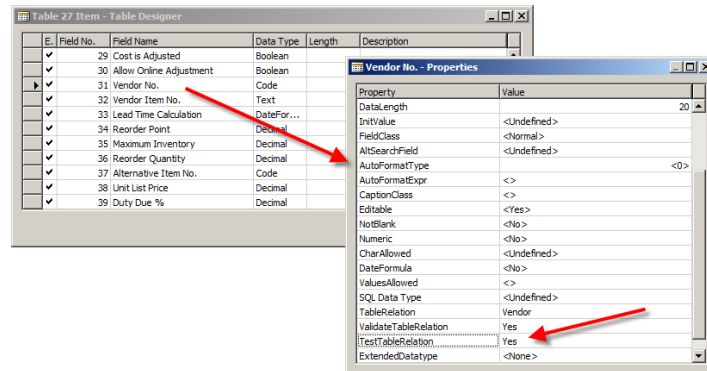 Table 27 Item - Table Designer
E. Field No. Field Name Data Type Length Description
29 Cost is Adjusted Boolean
30 Allow Online Adjustment Boolean
31 Vendor No. Code
32 Vendor Item No. Text
33 Lead Time Calculation DateFor...
34 Reorder Point Decimal
35 Maximum Inventory Decimal
36 Reorder Quantity Decimal
37 Alternative Item No. Code
38 Unit List Price Decimal
39 Duty Due % Decimal
Vendor No. - Properties
Property Value
DataLength 20
InitValue <Undefined>
FieldClass <Normal>
AltSearchField <Undefined>
AutoFormatType <0>
AutoFormatExpr <>
CaptionClass <>
Editable <Yes>
NotBlank <No>
Numeric <No>
CharAllowed <Undefined>
DateFormula <No>
ValuesAllowed <>
SQL Data Type <Undefined>
TableRelation Vendor
ValidateTableRelation Yes
TestTableRelation Yes
ExtendedDatatype <None>